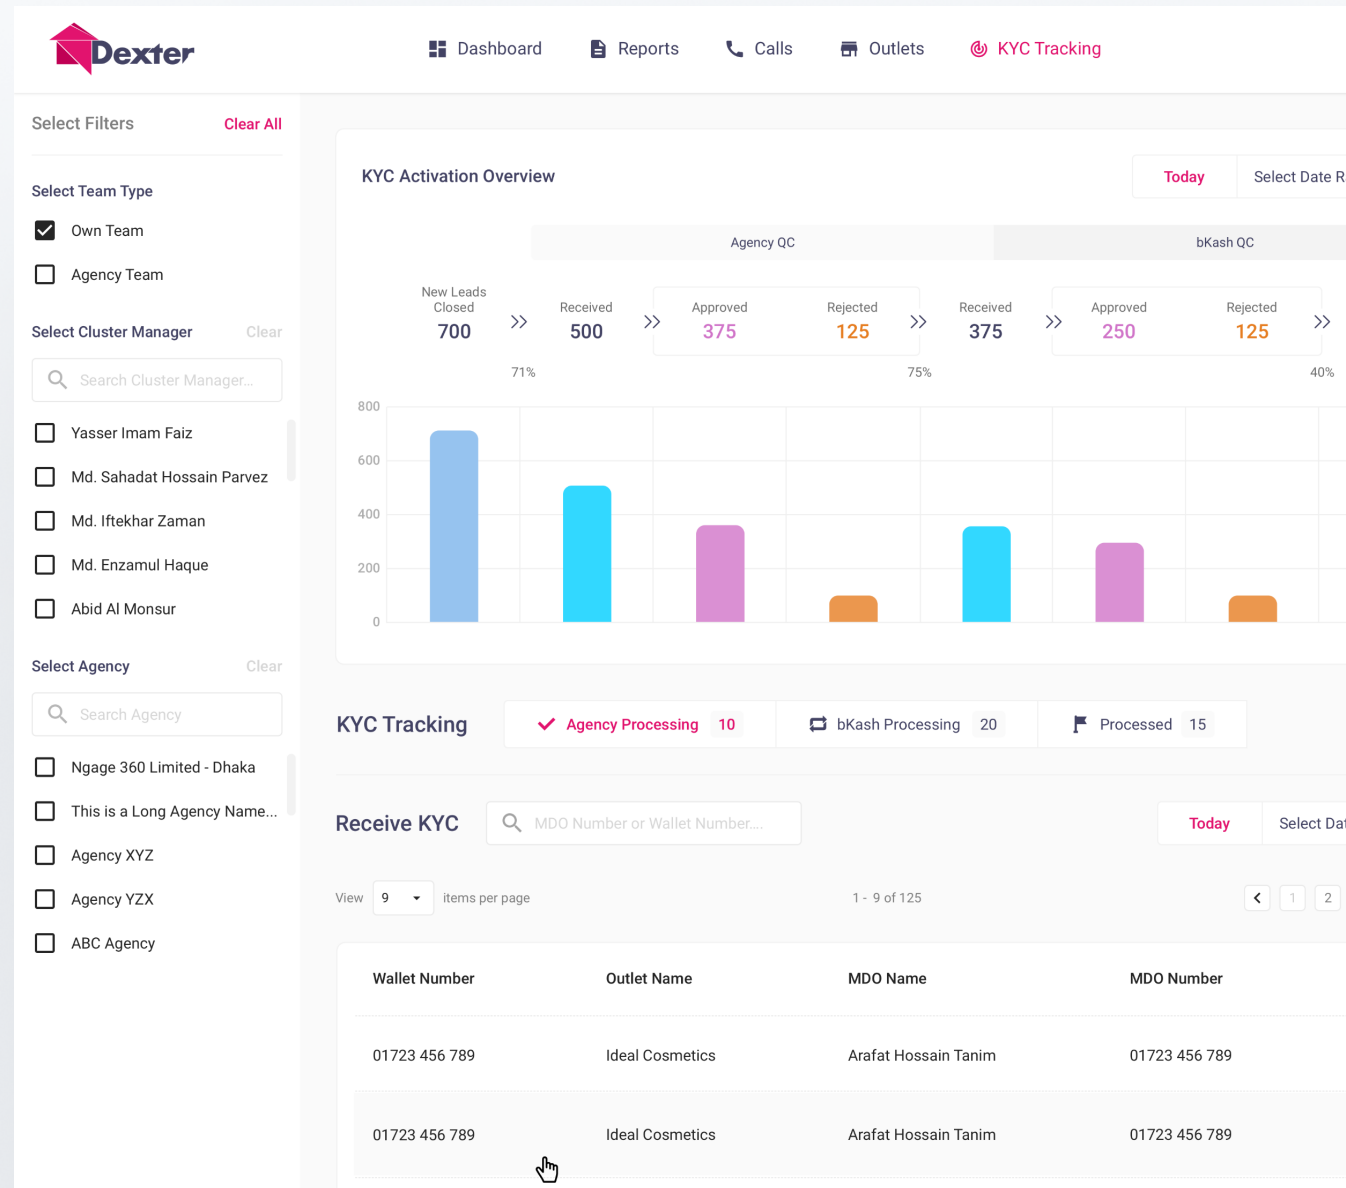 Dexter
Dashboard
Reports
Calls
Outlets
KYC Tracking
Select Filters
Clear All
Select Team Type
Own Team
Agency Team
Select Cluster Manager
Clear
Search Cluster Manager...
Yasser Imam Faiz
Md. Sahadat Hossain Parvez
Md. Iftekhar Zaman
Md. Enzamul Haque
Abid Al Monsur
Select Agency
Clear
Search Agency
Ngage 360 Limited - Dhaka
This is a Long Agency Name...
Agency XYZ
Agency YZX
ABC Agency
KYC Activation Overview
Today
Select Date R
Agency QC
bKash QC
New Leads
Closed
700
Received
500
Approved
375
Rejected
125
Received
375
Approved
250
Rejected
125
71%
75%
40%
800
600
400
200
0
KYC Tracking
Agency Processing 10
bKash Processing 20
Processed 15
Receive KYC
MDO Number or Wallet Number....
Today
Select Dat
View 9 items per page
1 - 9 of 125
1 2
Wallet Number Outlet Name MDO Name MDO Number
01723 456 789 Ideal Cosmetics Arafat Hossain Tanim 01723 456 789
01723 456 789 Ideal Cosmetics Arafat Hossain Tanim 01723 456 789